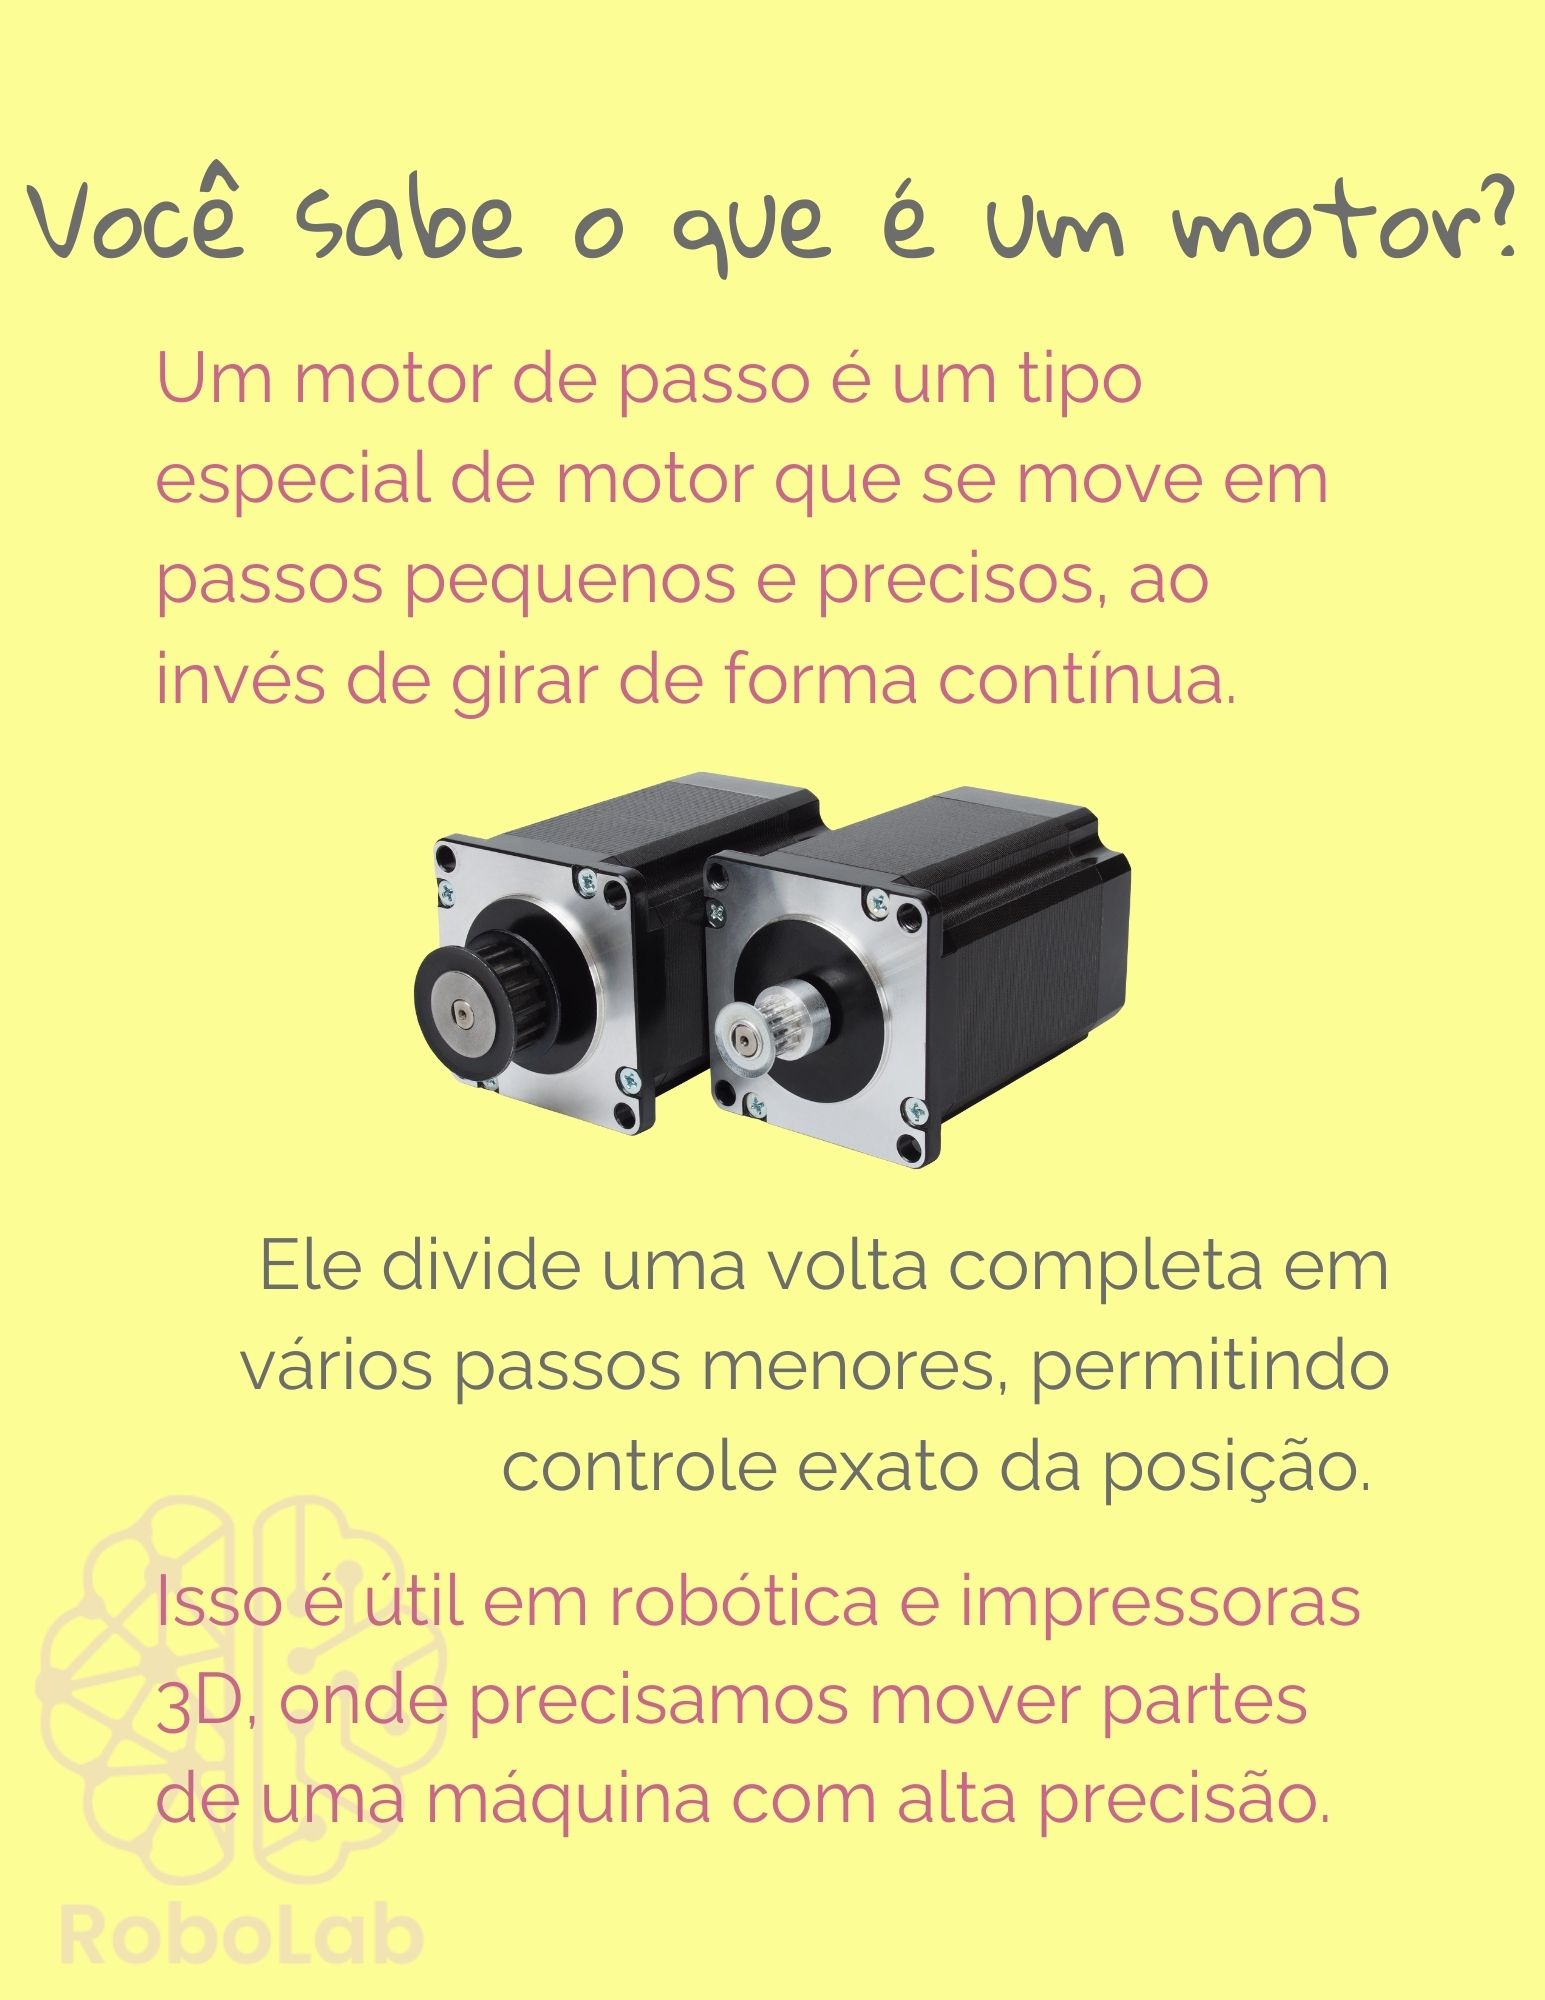 Você sabe o que é um motor?
Um motor de passo é um tipo
especial de motor que se move em
passos pequenos e precisos, ao
invés de girar de forma contínua.
Ele divide uma volta completa em
vários passos menores, permitindo
controle exato da posição.
Isso é útil em robótica e impressoras
3D, onde precisamos mover partes
de uma máquina com alta precisão.
RoboLab